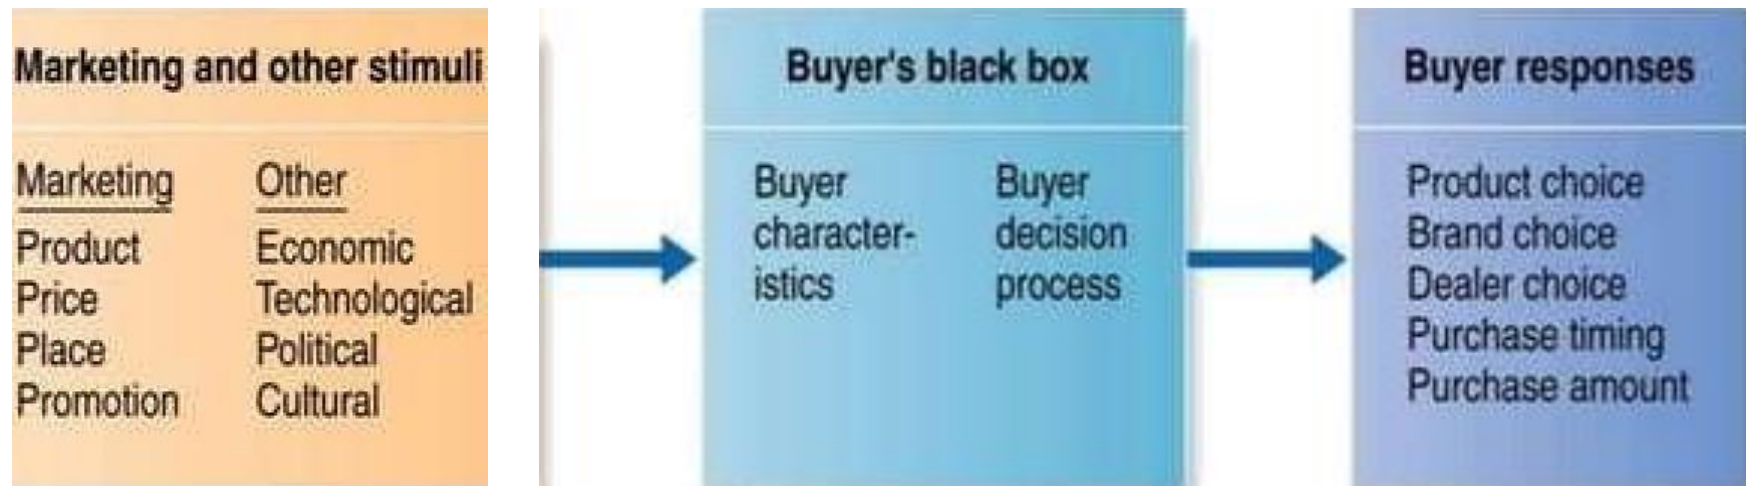 Marketing and other stimuli
Marketing
Product
Price
Place
Promotion
Other
Economic
Technological
Political
Cultural
Buyer's black box
Buyer
character-
istics
Buyer
decision
process
Buyer responses
Product choice
Brand choice
Dealer choice
Purchase timing
Purchase amount